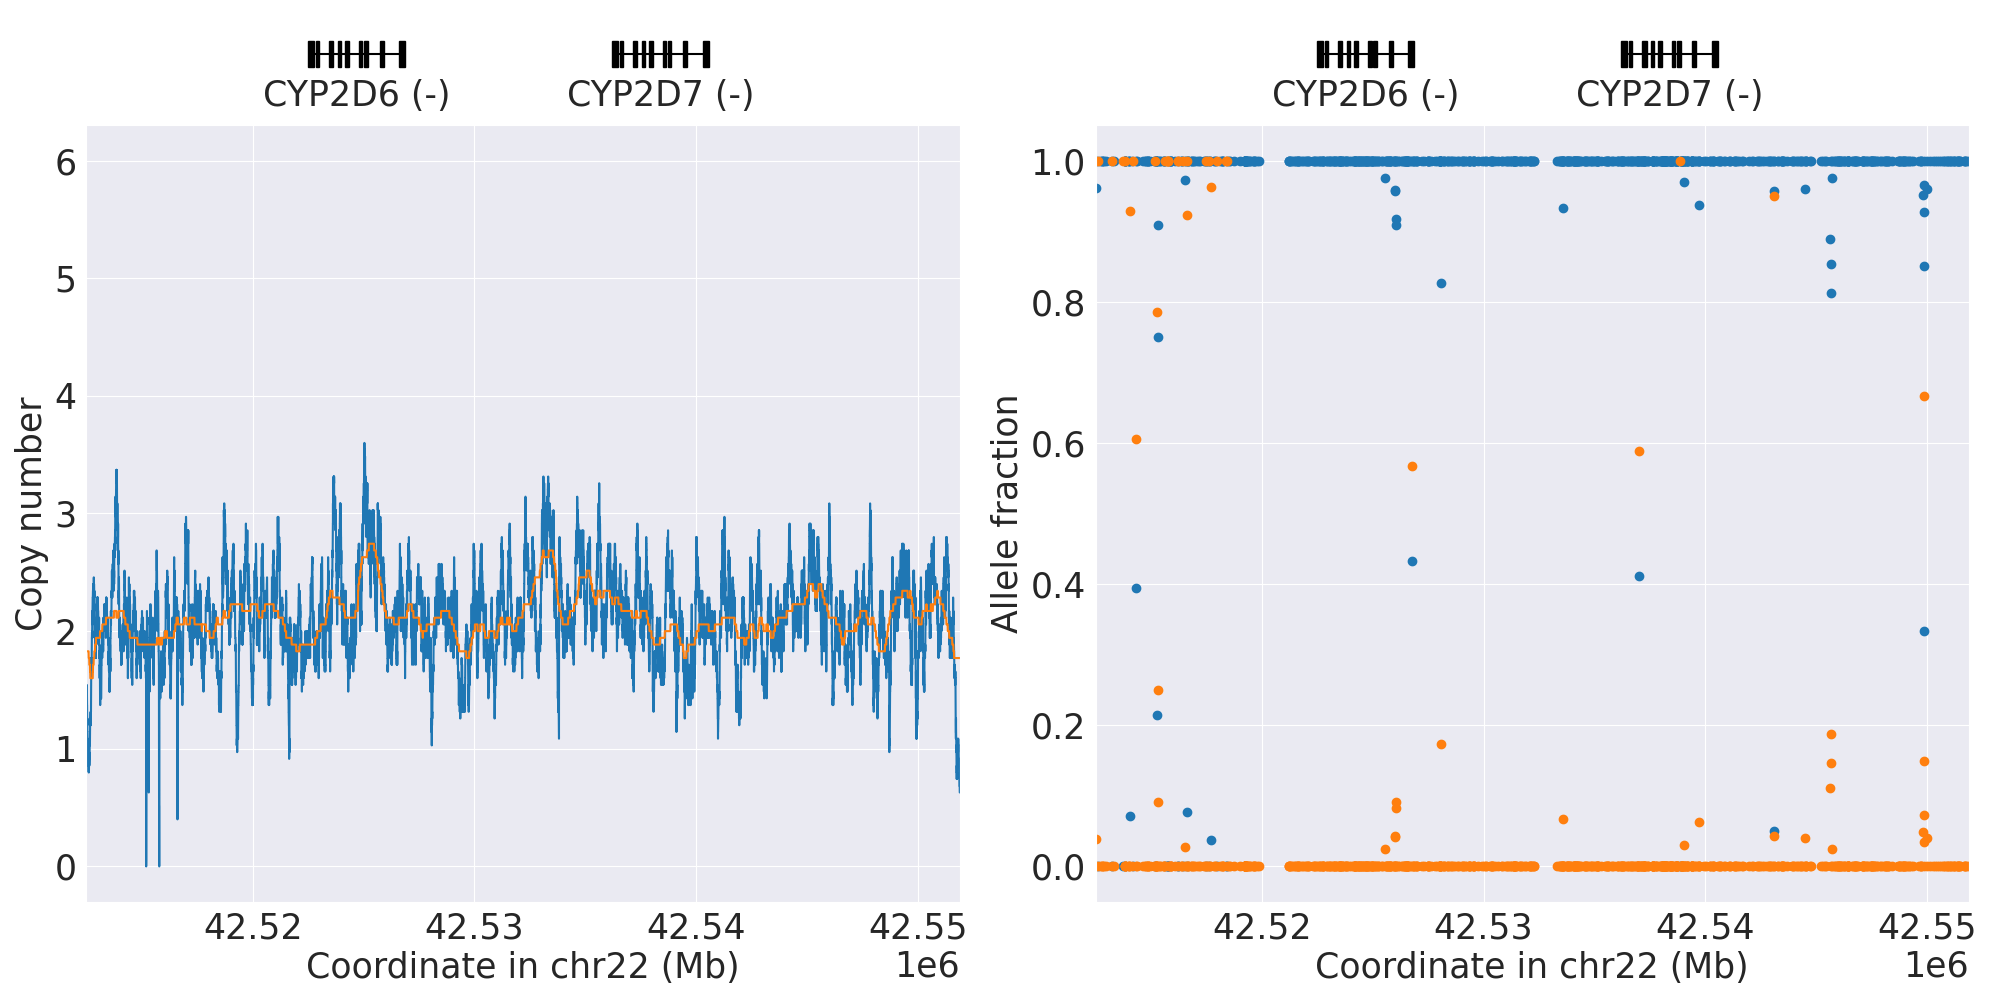 CYP2D6 (-) CYP2D7 (-)
6
5
4
3
2
1
0
Copy number
42.52 42.53 42.54 42.55
Coordinate in chr22 (Mb) 1e6
CYP2D6 (-) CYP2D7 (-)
1.0
0.8
0.6
0.4
0.2
0.0
Allele fraction
42.52 42.53 42.54 42.55
Coordinate in chr22 (Mb) 1e6